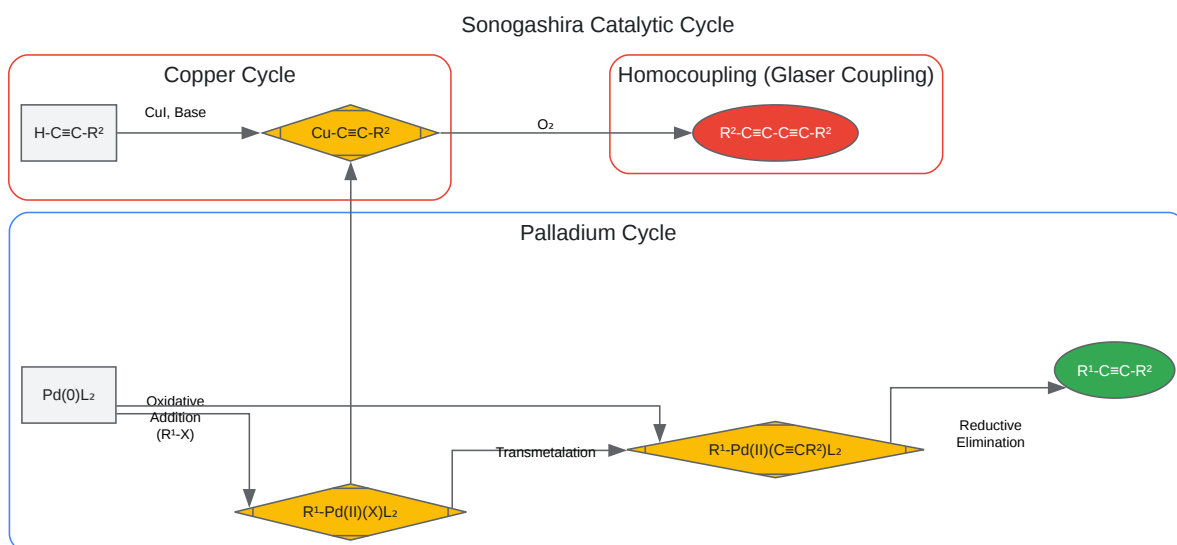 Sonogashira Catalytic Cycle
Copper Cycle
Homocoupling (Glaser Coupling)
H-C≡C-R²
CuI, Base
Cu-C≡C-R²
O₂
R²-C≡C-C≡C-R²
Palladium Cycle
Pd(0)L₂
Oxidative
Addition
(R¹-X)
R¹-C≡C-R²
Reductive
Elimination
Transmetalation
R¹-Pd(II)(C≡CR²)L₂
R¹-Pd(II)(X)L₂